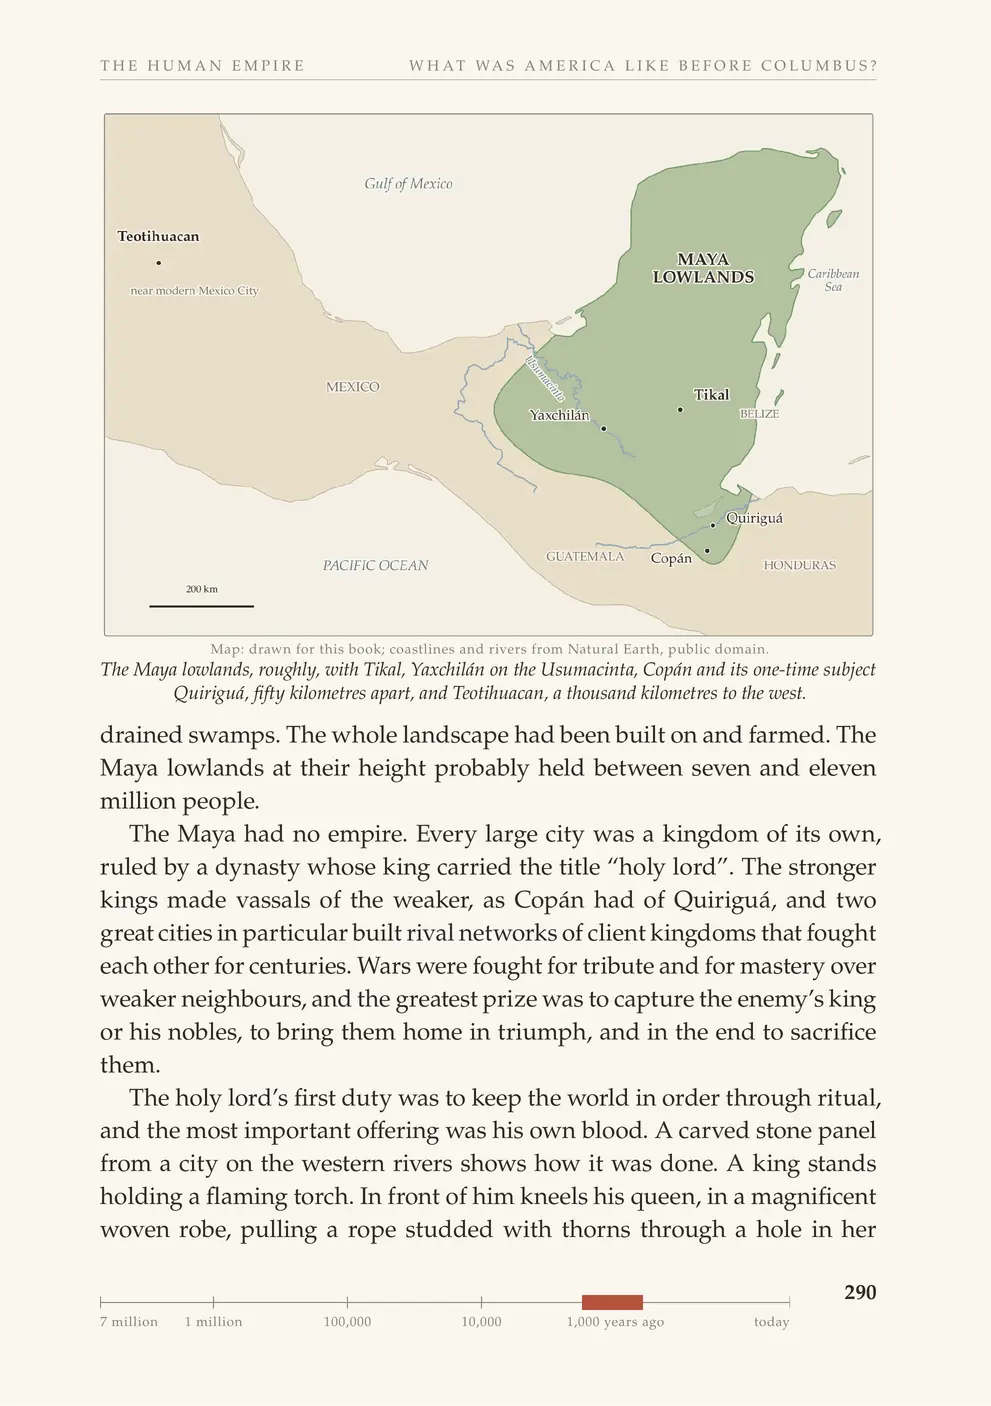 THE HUMAN EMPIRE
WHAT WAS AMERICA LIKE BEFORE COLUMBUS?
Gulf of Mexico
Teotihuacan
near modern Mexico City
MAYA
LOWLANDS
Caribbean
Sea
MEXICO
Usumacinta
Tikal
Yaxchilán
BELIZE
Quiriguá
GUATEMALA
Copán
HONDURAS
PACIFIC OCEAN
200 km
Map: drawn for this book; coastlines and rivers from Natural Earth, public domain.
The Maya lowlands, roughly, with Tikal, Yaxchilán on the Usumacinta, Copán and its one-time subject
Quiriguá, fifty kilometres apart, and Teotihuacan, a thousand kilometres to the west.
drained swamps. The whole landscape had been built on and farmed. The
Maya lowlands at their height probably held between seven and eleven
million people.
The Maya had no empire. Every large city was a kingdom of its own,
ruled by a dynasty whose king carried the title “holy lord”. The stronger
kings made vassals of the weaker, as Copán had of Quiriguá, and two
great cities in particular built rival networks of client kingdoms that fought
each other for centuries. Wars were fought for tribute and for mastery over
weaker neighbours, and the greatest prize was to capture the enemy’s king
or his nobles, to bring them home in triumph, and in the end to sacrifice
them.
The holy lord’s first duty was to keep the world in order through ritual,
and the most important offering was his own blood. A carved stone panel
from a city on the western rivers shows how it was done. A king stands
holding a flaming torch. In front of him kneels his queen, in a magnificent
woven robe, pulling a rope studded with thorns through a hole in her
290
7 million
1 million
100,000
10,000
1,000 years ago
today